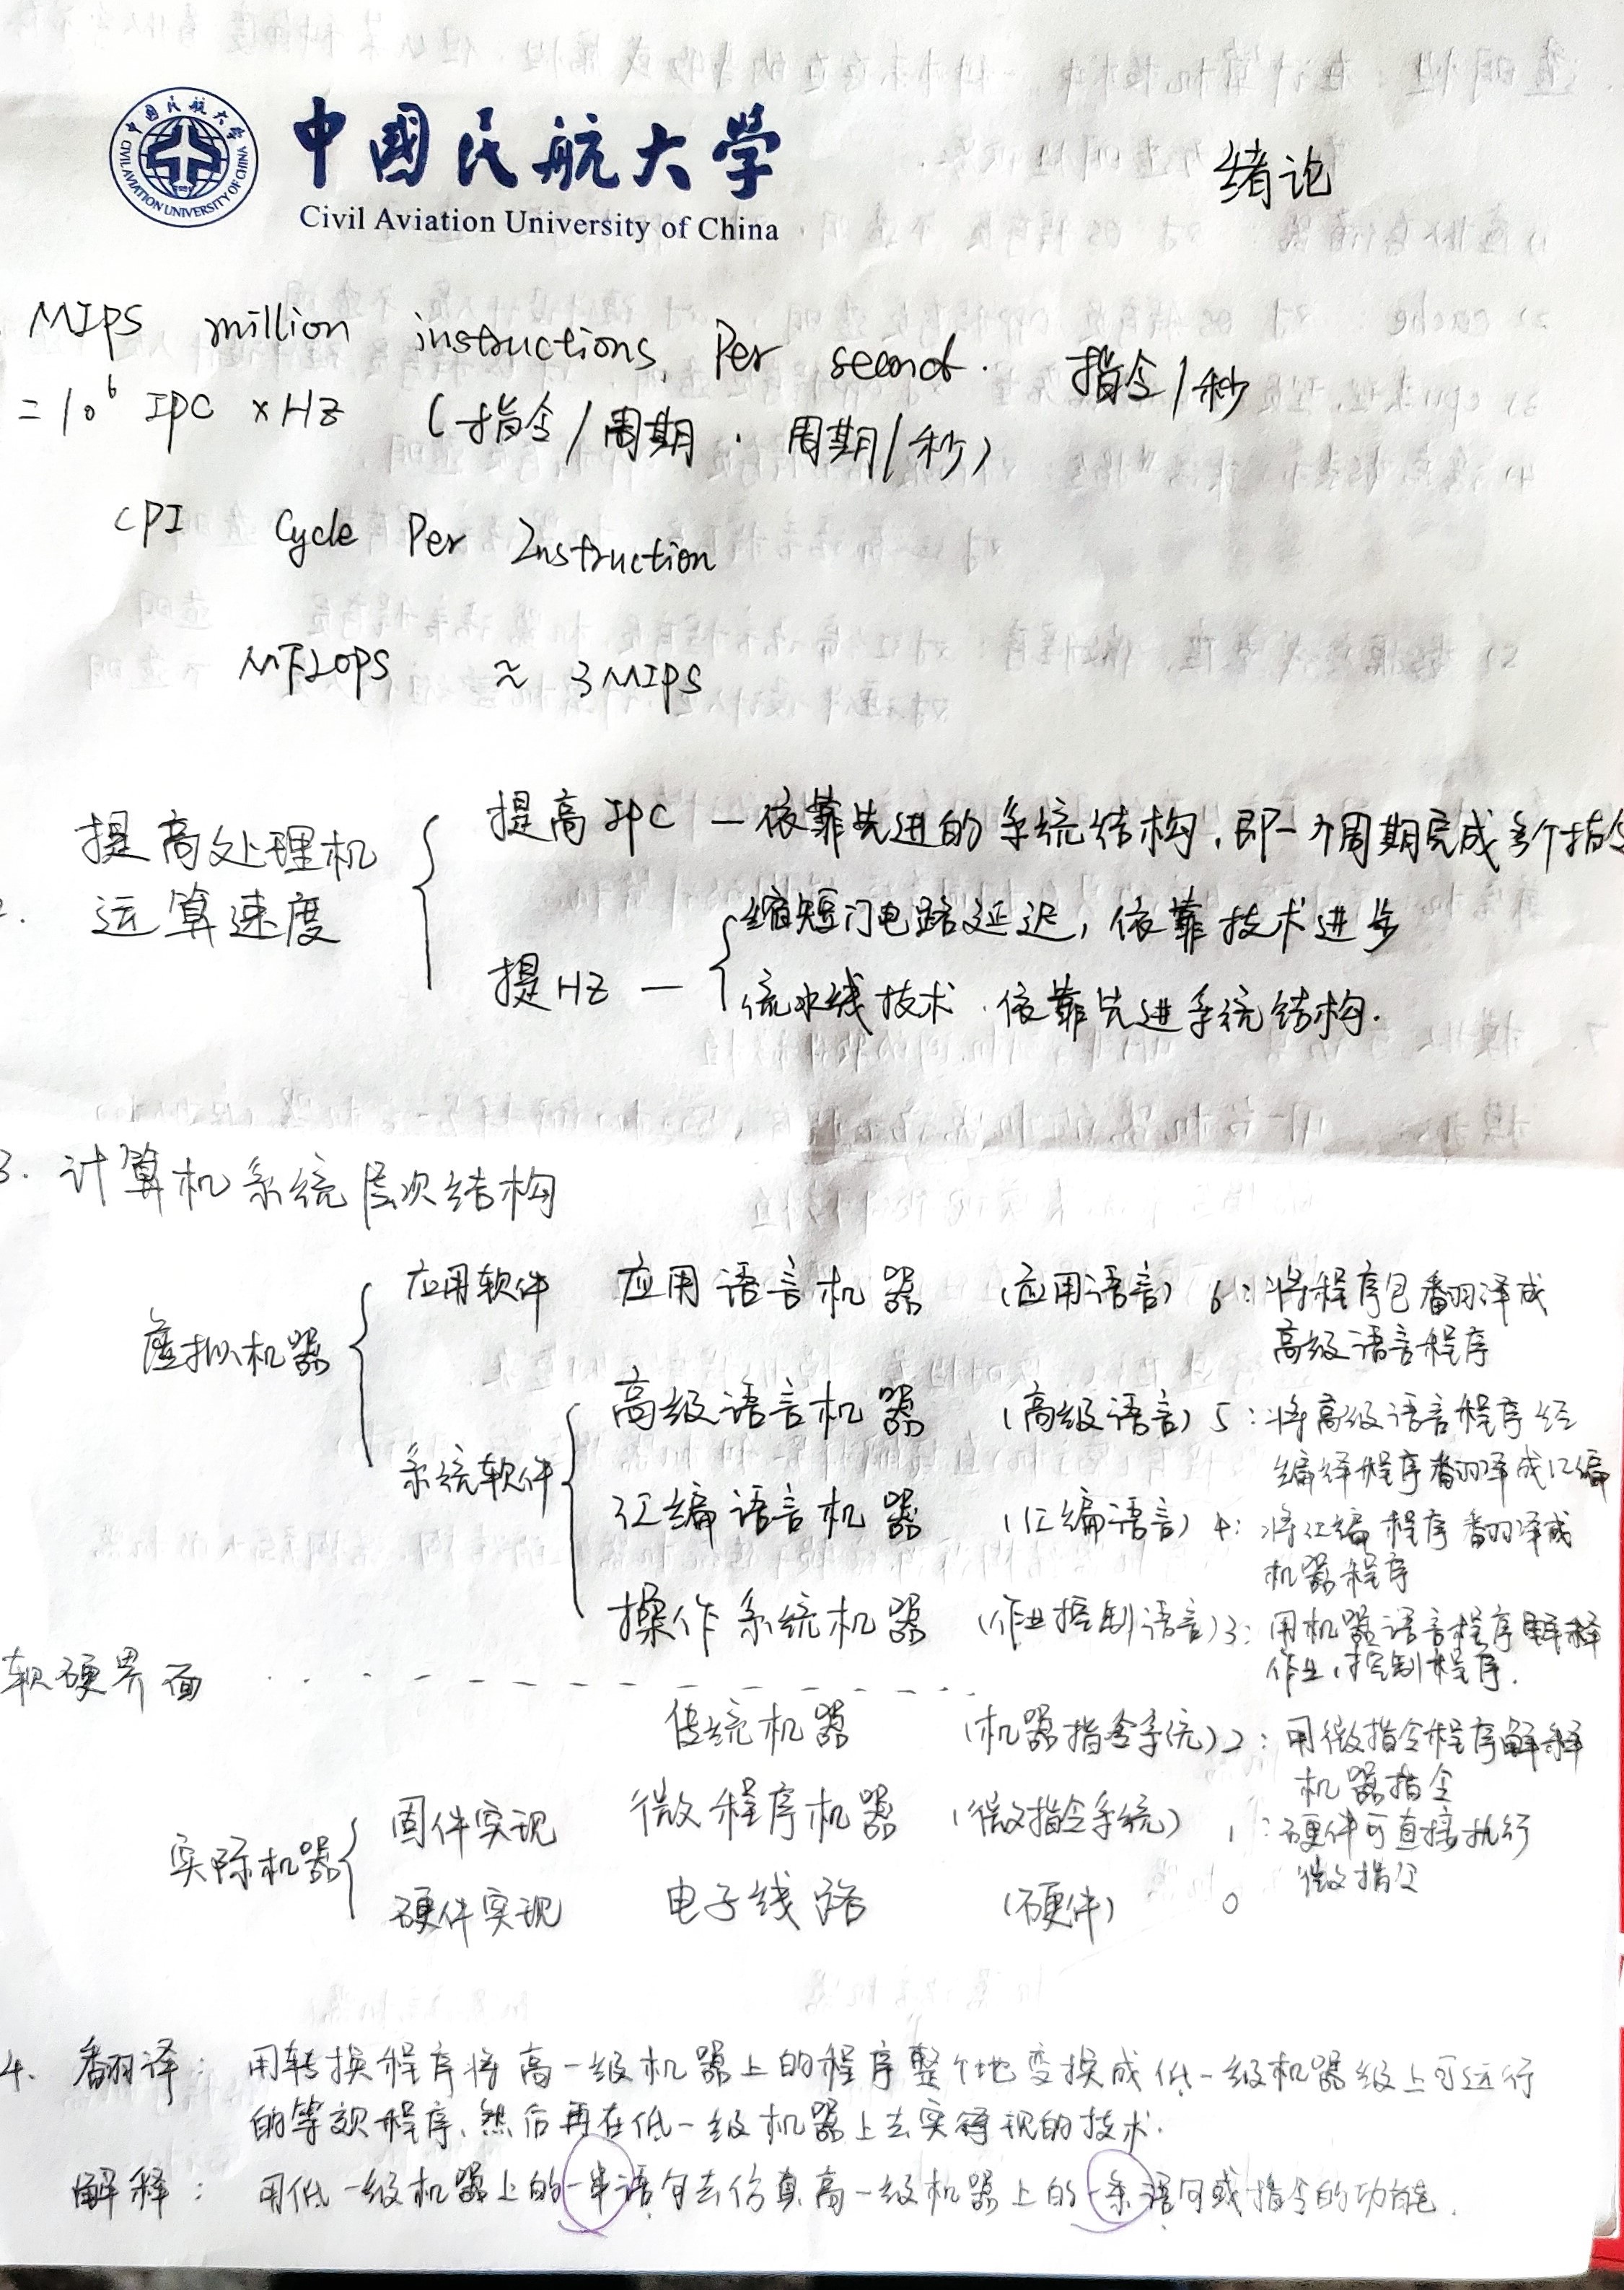 中國民航大学
Civil Aviation University of China
绪论
MIPS million instructions Per second. 指令/秒
= 10⁶ IPC × HZ (指令/周期 · 周期/秒)
CPI Cycle Per Instruction
MFLOPS ≈ 3MIPS
提高处理机
运算速度
提高IPC — 依靠先进的系统结构,即一个周期完成多个指令
提HZ —
缩短门电路延迟,依靠技术进步
流水线技术.依靠先进系统结构.
3. 计算机系统层次结构
虚拟机器
应用软件 应用语言机器 (应用语言) 6:将程序包翻译成
高级语言程序
系统软件
高级语言机器 (高级语言) 5:将高级语言程序经
编译程序翻译成汇编
汇编语言机器 (汇编语言) 4:将汇编程序翻译成
机器程序
操作系统机器 (作业控制语言) 3:用机器语言程序解释
作业控制程序.
软硬界面
传统机器 (机器指令系统) 2:用微指令程序解释
机器指令
实际机器
固件实现 微程序机器 (微指令系统) 1:硬件可直接执行
微指令
硬件实现 电子线路 (硬件) 0
4. 翻译: 用转换程序将高一级机器上的程序整个地变换成低一级机器级上可运行
的等效程序,然后再在低一级机器上去实现的技术.
解释: 用低一级机器上的一串语句去仿真高一级机器上的一条语句或指令的功能.